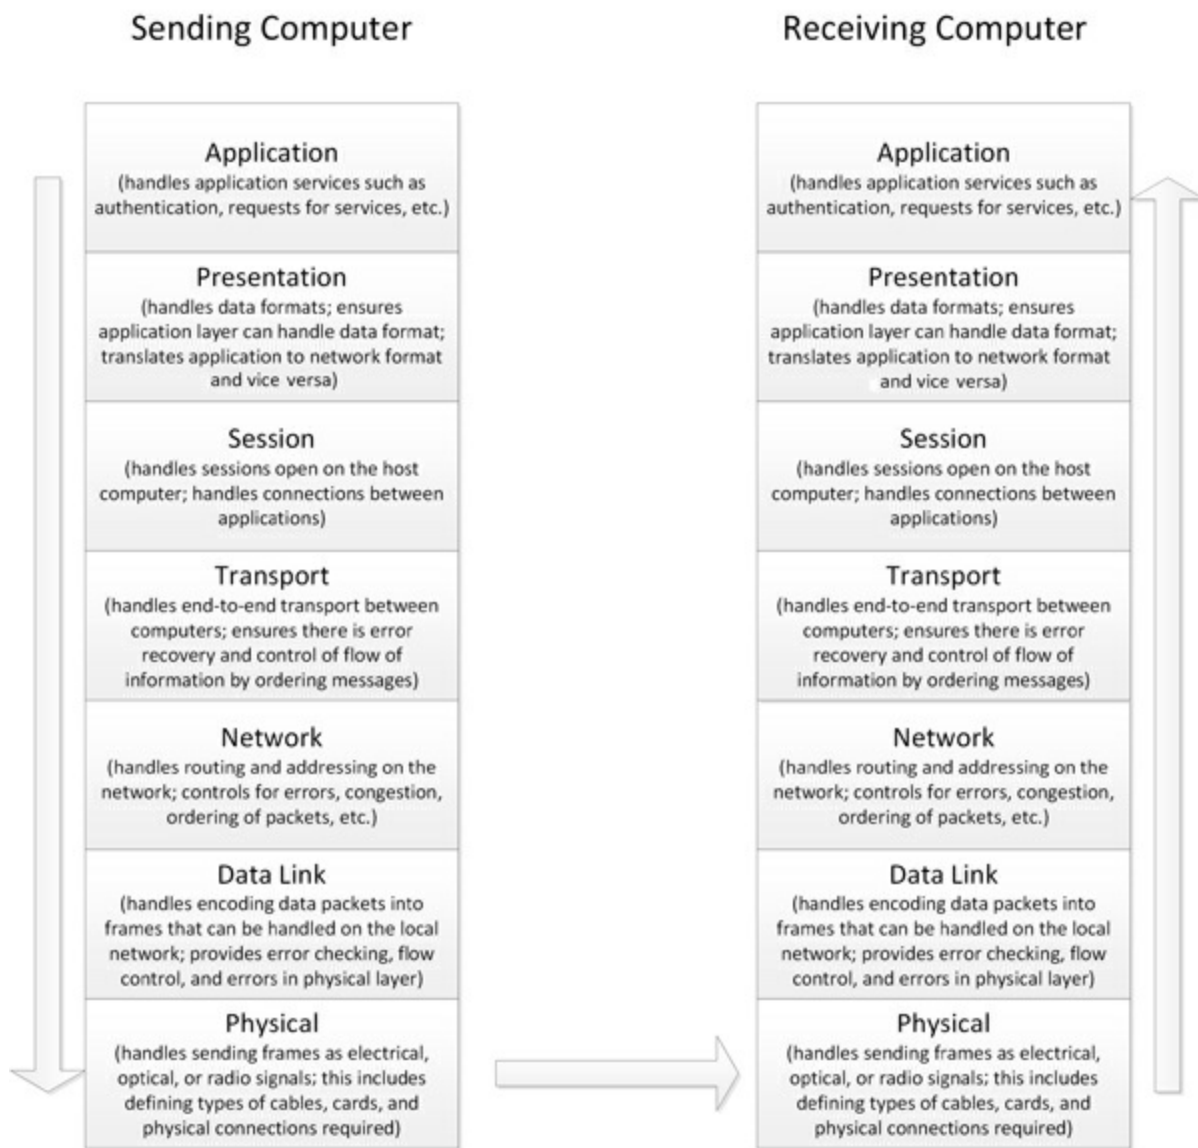 Sending Computer
Receiving Computer
Application
(handles application services such as
authentication, requests for services, etc.)
Presentation
(handles data formats; ensures
application layer can handle data format;
translates application to network format
and vice versa)
Session
(handles sessions open on the host
computer; handles connections between
applications)
Transport
(handles end-to-end transport between
computers; ensures there is error
recovery and control of flow of
information by ordering messages)
Network
(handles routing and addressing on the
network; controls for errors, congestion,
ordering of packets, etc.)
Data Link
(handles encoding data packets into
frames that can be handled on the local
network; provides error checking, flow
control, and errors in physical layer)
Physical
(handles sending frames as electrical,
optical, or radio signals; this includes
defining types of cables, cards, and
physical connections required)
Application
(handles application services such as
authentication, requests for services, etc.)
Presentation
(handles data formats; ensures
application layer can handle data format;
translates application to network format
and vice versa)
Session
(handles sessions open on the host
computer; handles connections between
applications)
Transport
(handles end-to-end transport between
computers; ensures there is error
recovery and control of flow of
information by ordering messages)
Network
(handles routing and addressing on the
network; controls for errors, congestion,
ordering of packets, etc.)
Data Link
(handles encoding data packets into
frames that can be handled on the local
network; provides error checking, flow
control, and errors in physical layer)
Physical
(handles sending frames as electrical,
optical, or radio signals; this includes
defining types of cables, cards, and
physical connections required)